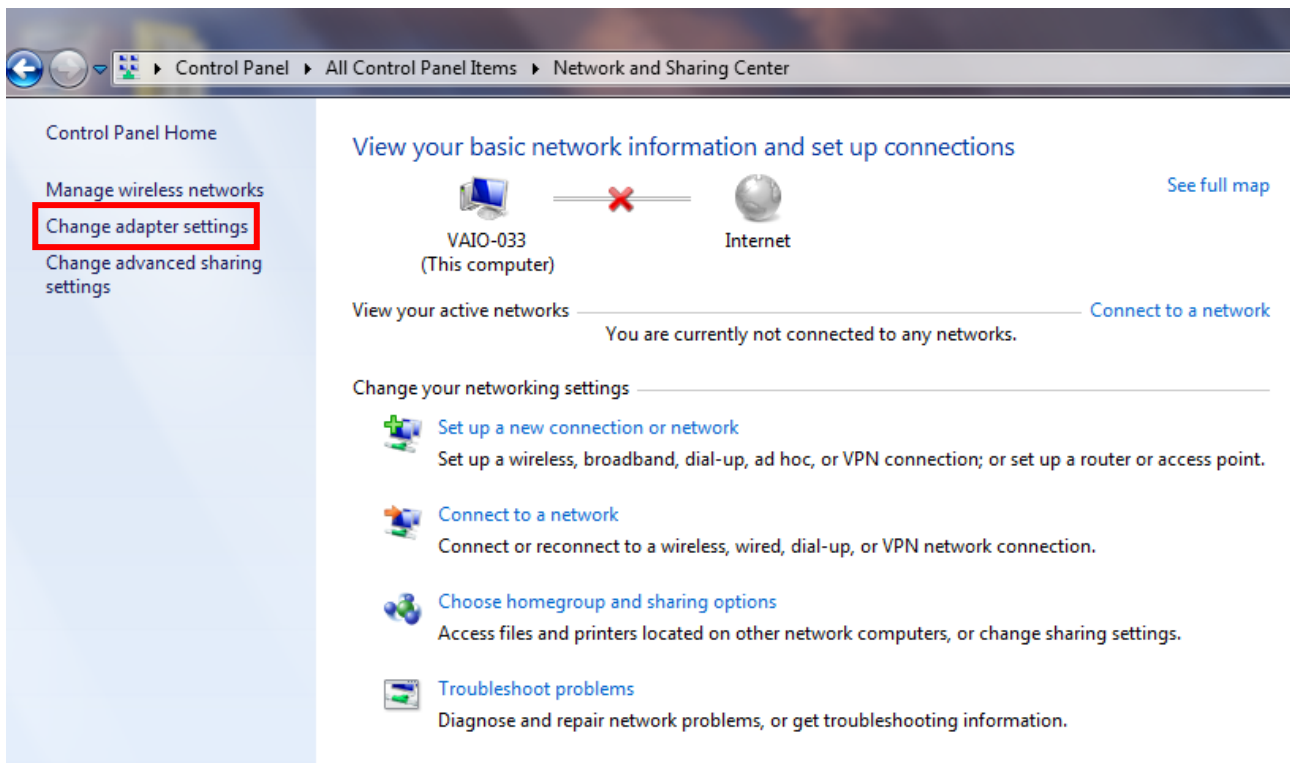 Control Panel ▸ All Control Panel Items ▸ Network and Sharing Center
Control Panel Home
Manage wireless networks
Change adapter settings
Change advanced sharing
settings
View your basic network information and set up connections
See full map
VAIO-033
(This computer)
Internet
View your active networks
Connect to a network
You are currently not connected to any networks.
Change your networking settings
Set up a new connection or network
Set up a wireless, broadband, dial-up, ad hoc, or VPN connection; or set up a router or access point.
Connect to a network
Connect or reconnect to a wireless, wired, dial-up, or VPN network connection.
Choose homegroup and sharing options
Access files and printers located on other network computers, or change sharing settings.
Troubleshoot problems
Diagnose and repair network problems, or get troubleshooting information.